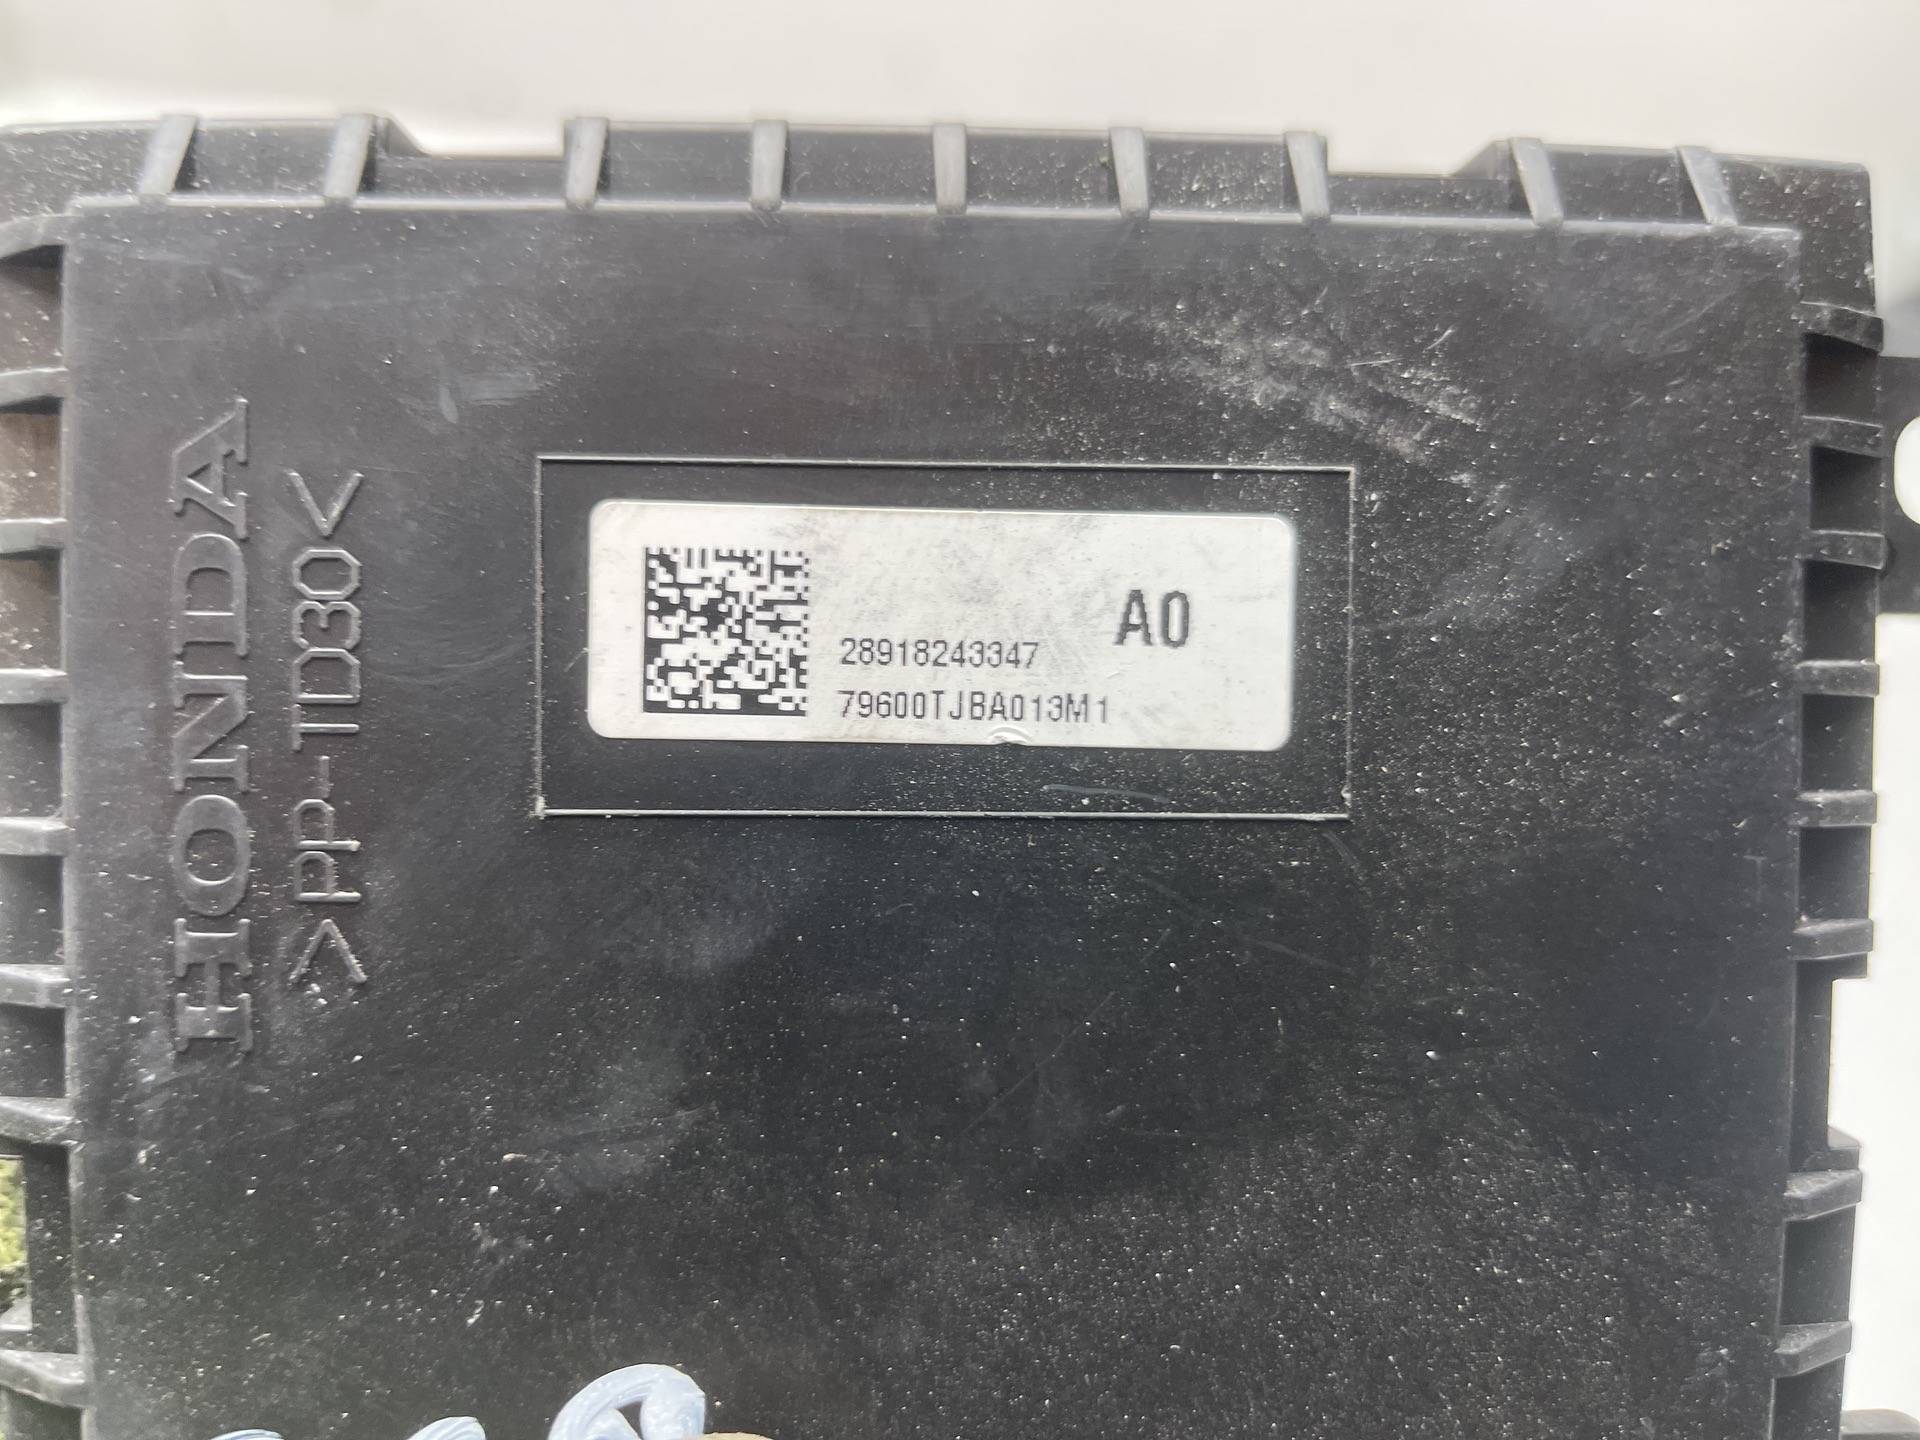 HONDA
>PP-TD30<
A0
28918243347
79600TJBA013M1